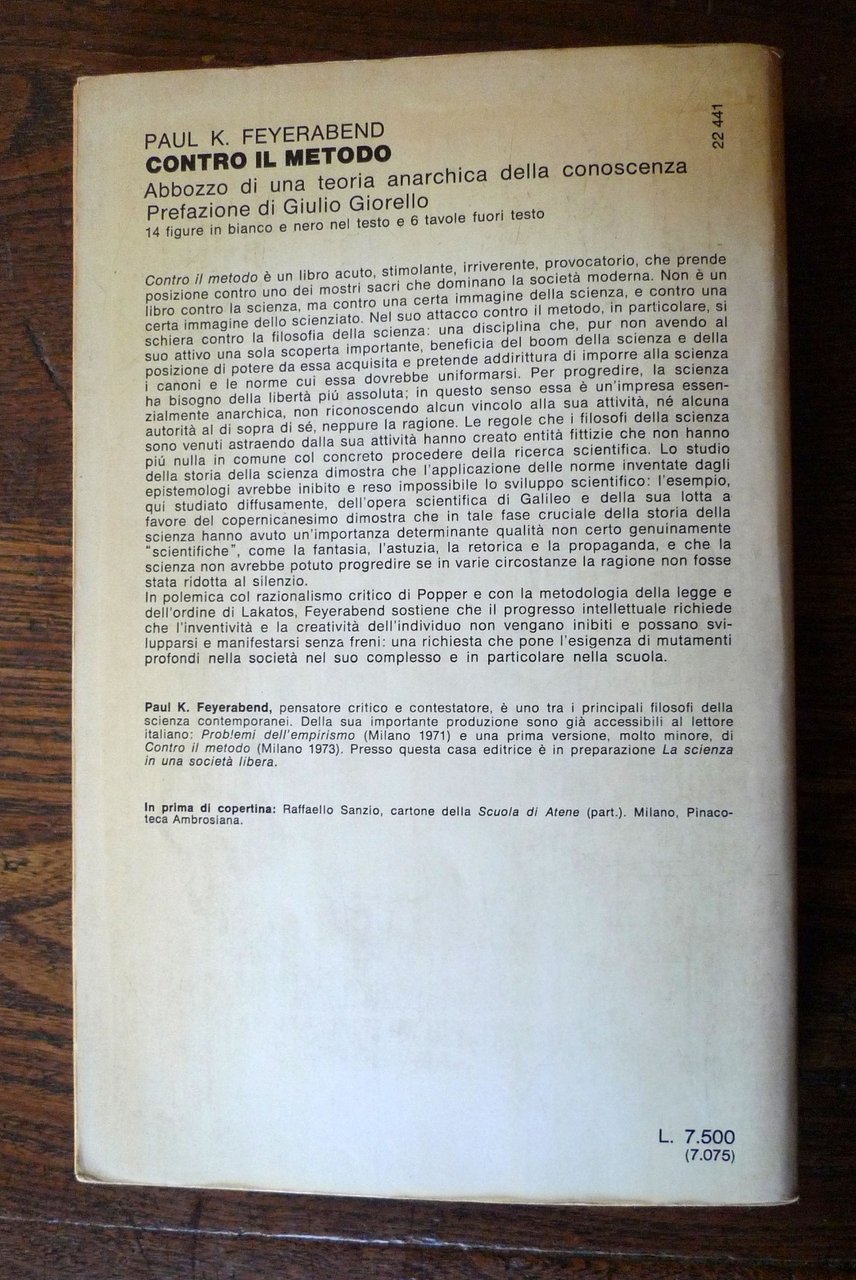 PAUL K. FEYERABEND
CONTRO IL METODO
Abbozzo di una teoria anarchica della conoscenza
Prefazione di Giulio Giorello
14 figure in bianco e nero nel testo e 6 tavole fuori testo
22 441
Contro il metodo è un libro acuto, stimolante, irriverente, provocatorio, che prende
posizione contro uno dei mostri sacri che dominano la società moderna. Non è un
libro contro la scienza, ma contro una certa immagine della scienza, e contro una
certa immagine dello scienziato. Nel suo attacco contro il metodo, in particolare, si
schiera contro la filosofia della scienza: una disciplina che, pur non avendo al
suo attivo una sola scoperta importante, beneficia del boom della scienza e della
posizione di potere da essa acquisita e pretende addirittura di imporre alla scienza
i canoni e le norme cui essa dovrebbe uniformarsi. Per progredire, la scienza
ha bisogno della libertà piú assoluta; in questo senso essa è un'impresa essen-
zialmente anarchica, non riconoscendo alcun vincolo alla sua attività, né alcuna
autorità al di sopra di sé, neppure la ragione. Le regole che i filosofi della scienza
sono venuti astraendo dalla sua attività hanno creato entità fittizie che non hanno
piú nulla in comune col concreto procedere della ricerca scientifica. Lo studio
della storia della scienza dimostra che l'applicazione delle norme inventate dagli
epistemologi avrebbe inibito e reso impossibile lo sviluppo scientifico: l'esempio,
qui studiato diffusamente, dell'opera scientifica di Galileo e della sua lotta a
favore del copernicanesimo dimostra che in tale fase cruciale della storia della
scienza hanno avuto un'importanza determinante qualità non certo genuinamente
"scientifiche", come la fantasia, l'astuzia, la retorica e la propaganda, e che la
scienza non avrebbe potuto progredire se in varie circostanze la ragione non fosse
stata ridotta al silenzio.
In polemica col razionalismo critico di Popper e con la metodologia della legge e
dell'ordine di Lakatos, Feyerabend sostiene che il progresso intellettuale richiede
che l'inventività e la creatività dell'individuo non vengano inibiti e possano svi-
lupparsi e manifestarsi senza freni: una richiesta che pone l'esigenza di mutamenti
profondi nella società nel suo complesso e in particolare nella scuola.
Paul K. Feyerabend, pensatore critico e contestatore, è uno tra i principali filosofi della
scienza contemporanei. Della sua importante produzione sono già accessibili al lettore
italiano: Problemi dell'empirismo (Milano 1971) e una prima versione, molto minore, di
Contro il metodo (Milano 1973). Presso questa casa editrice è in preparazione La scienza
in una società libera.
In prima di copertina: Raffaello Sanzio, cartone della Scuola di Atene (part.). Milano, Pinaco-
teca Ambrosiana.
L. 7.500
(7.075)